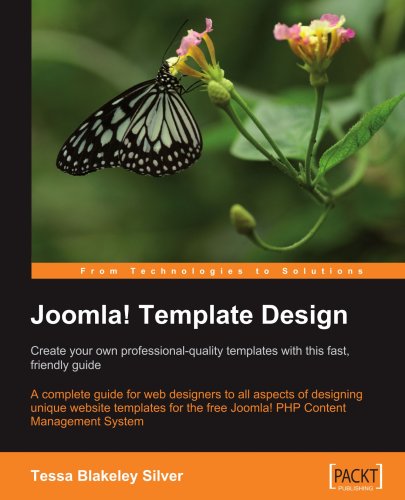 From Technologies to Solutions
Joomla! Template Design
Create your own professional-quality templates with this fast,
friendly guide
A complete guide for web designers to all aspects of designing
unique website templates for the free Joomla! PHP Content
Management System
Tessa Blakeley Silver
PACKT
PUBLISHING